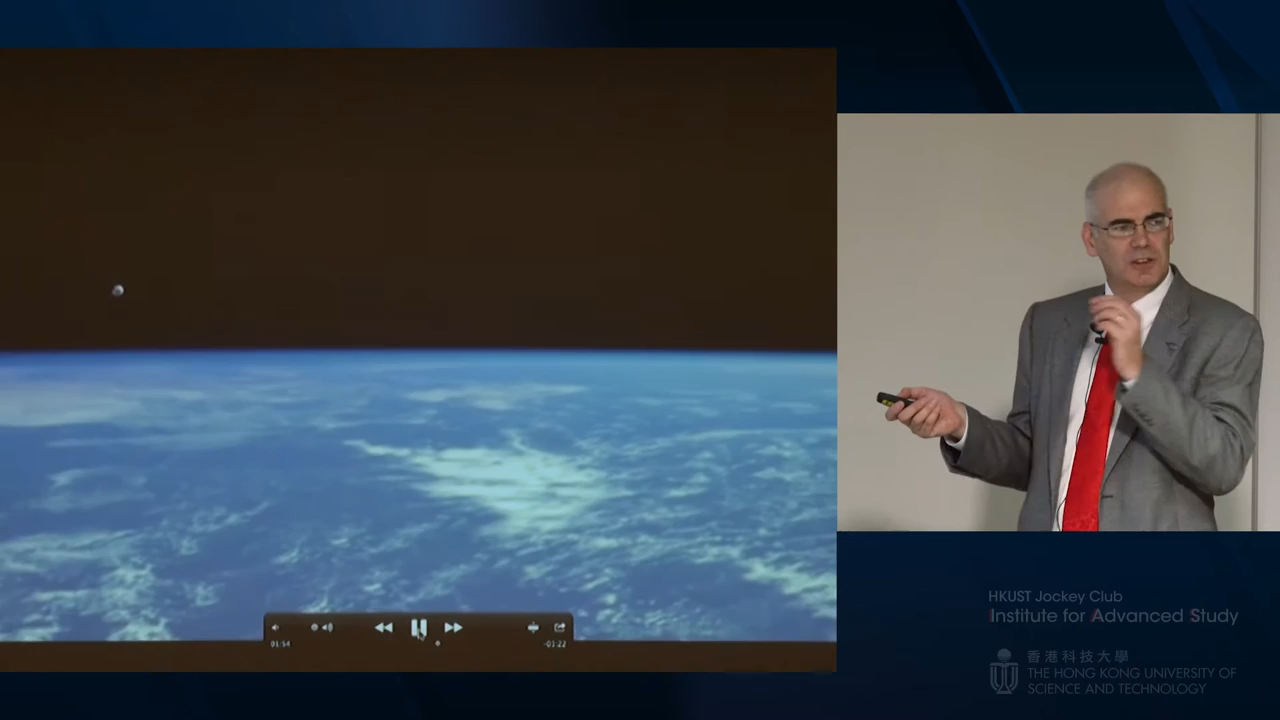 01:54
-01:22
HKUST Jockey Club
Institute for Advanced Study
香港科技大學
THE HONG KONG UNIVERSITY OF
SCIENCE AND TECHNOLOGY